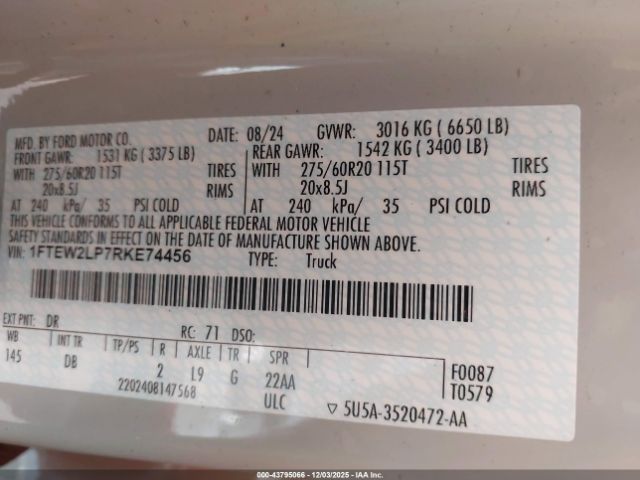 MFD. BY FORD MOTOR CO. DATE: 08/24 GVWR: 3016 KG ( 6650 LB)
FRONT GAWR: 1531 KG ( 3375 LB) REAR GAWR: 1542 KG ( 3400 LB)
WITH 275/60R20 115T TIRES WITH 275/60R20 115T TIRES
20x8.5J RIMS 20x8.5J RIMS
AT 240 kPa/ 35 PSI COLD AT 240 kPa/ 35 PSI COLD
THIS VEHICLE CONFORMS TO ALL APPLICABLE FEDERAL MOTOR VEHICLE
SAFETY STANDARDS IN EFFECT ON THE DATE OF MANUFACTURE SHOWN ABOVE.
VIN: 1FTEW2LP7RKE74456 TYPE: Truck
EXT PNT: DR RC: 71 DSO:
WB INT TR TP/PS R AXLE TR SPR
145 DB 2 L9 G 22AA
2202408147568 ULC
F0087
T0579
▽ 5U5A-3520472-AA
000-43795066 - 12/03/2025 - IAA Inc.